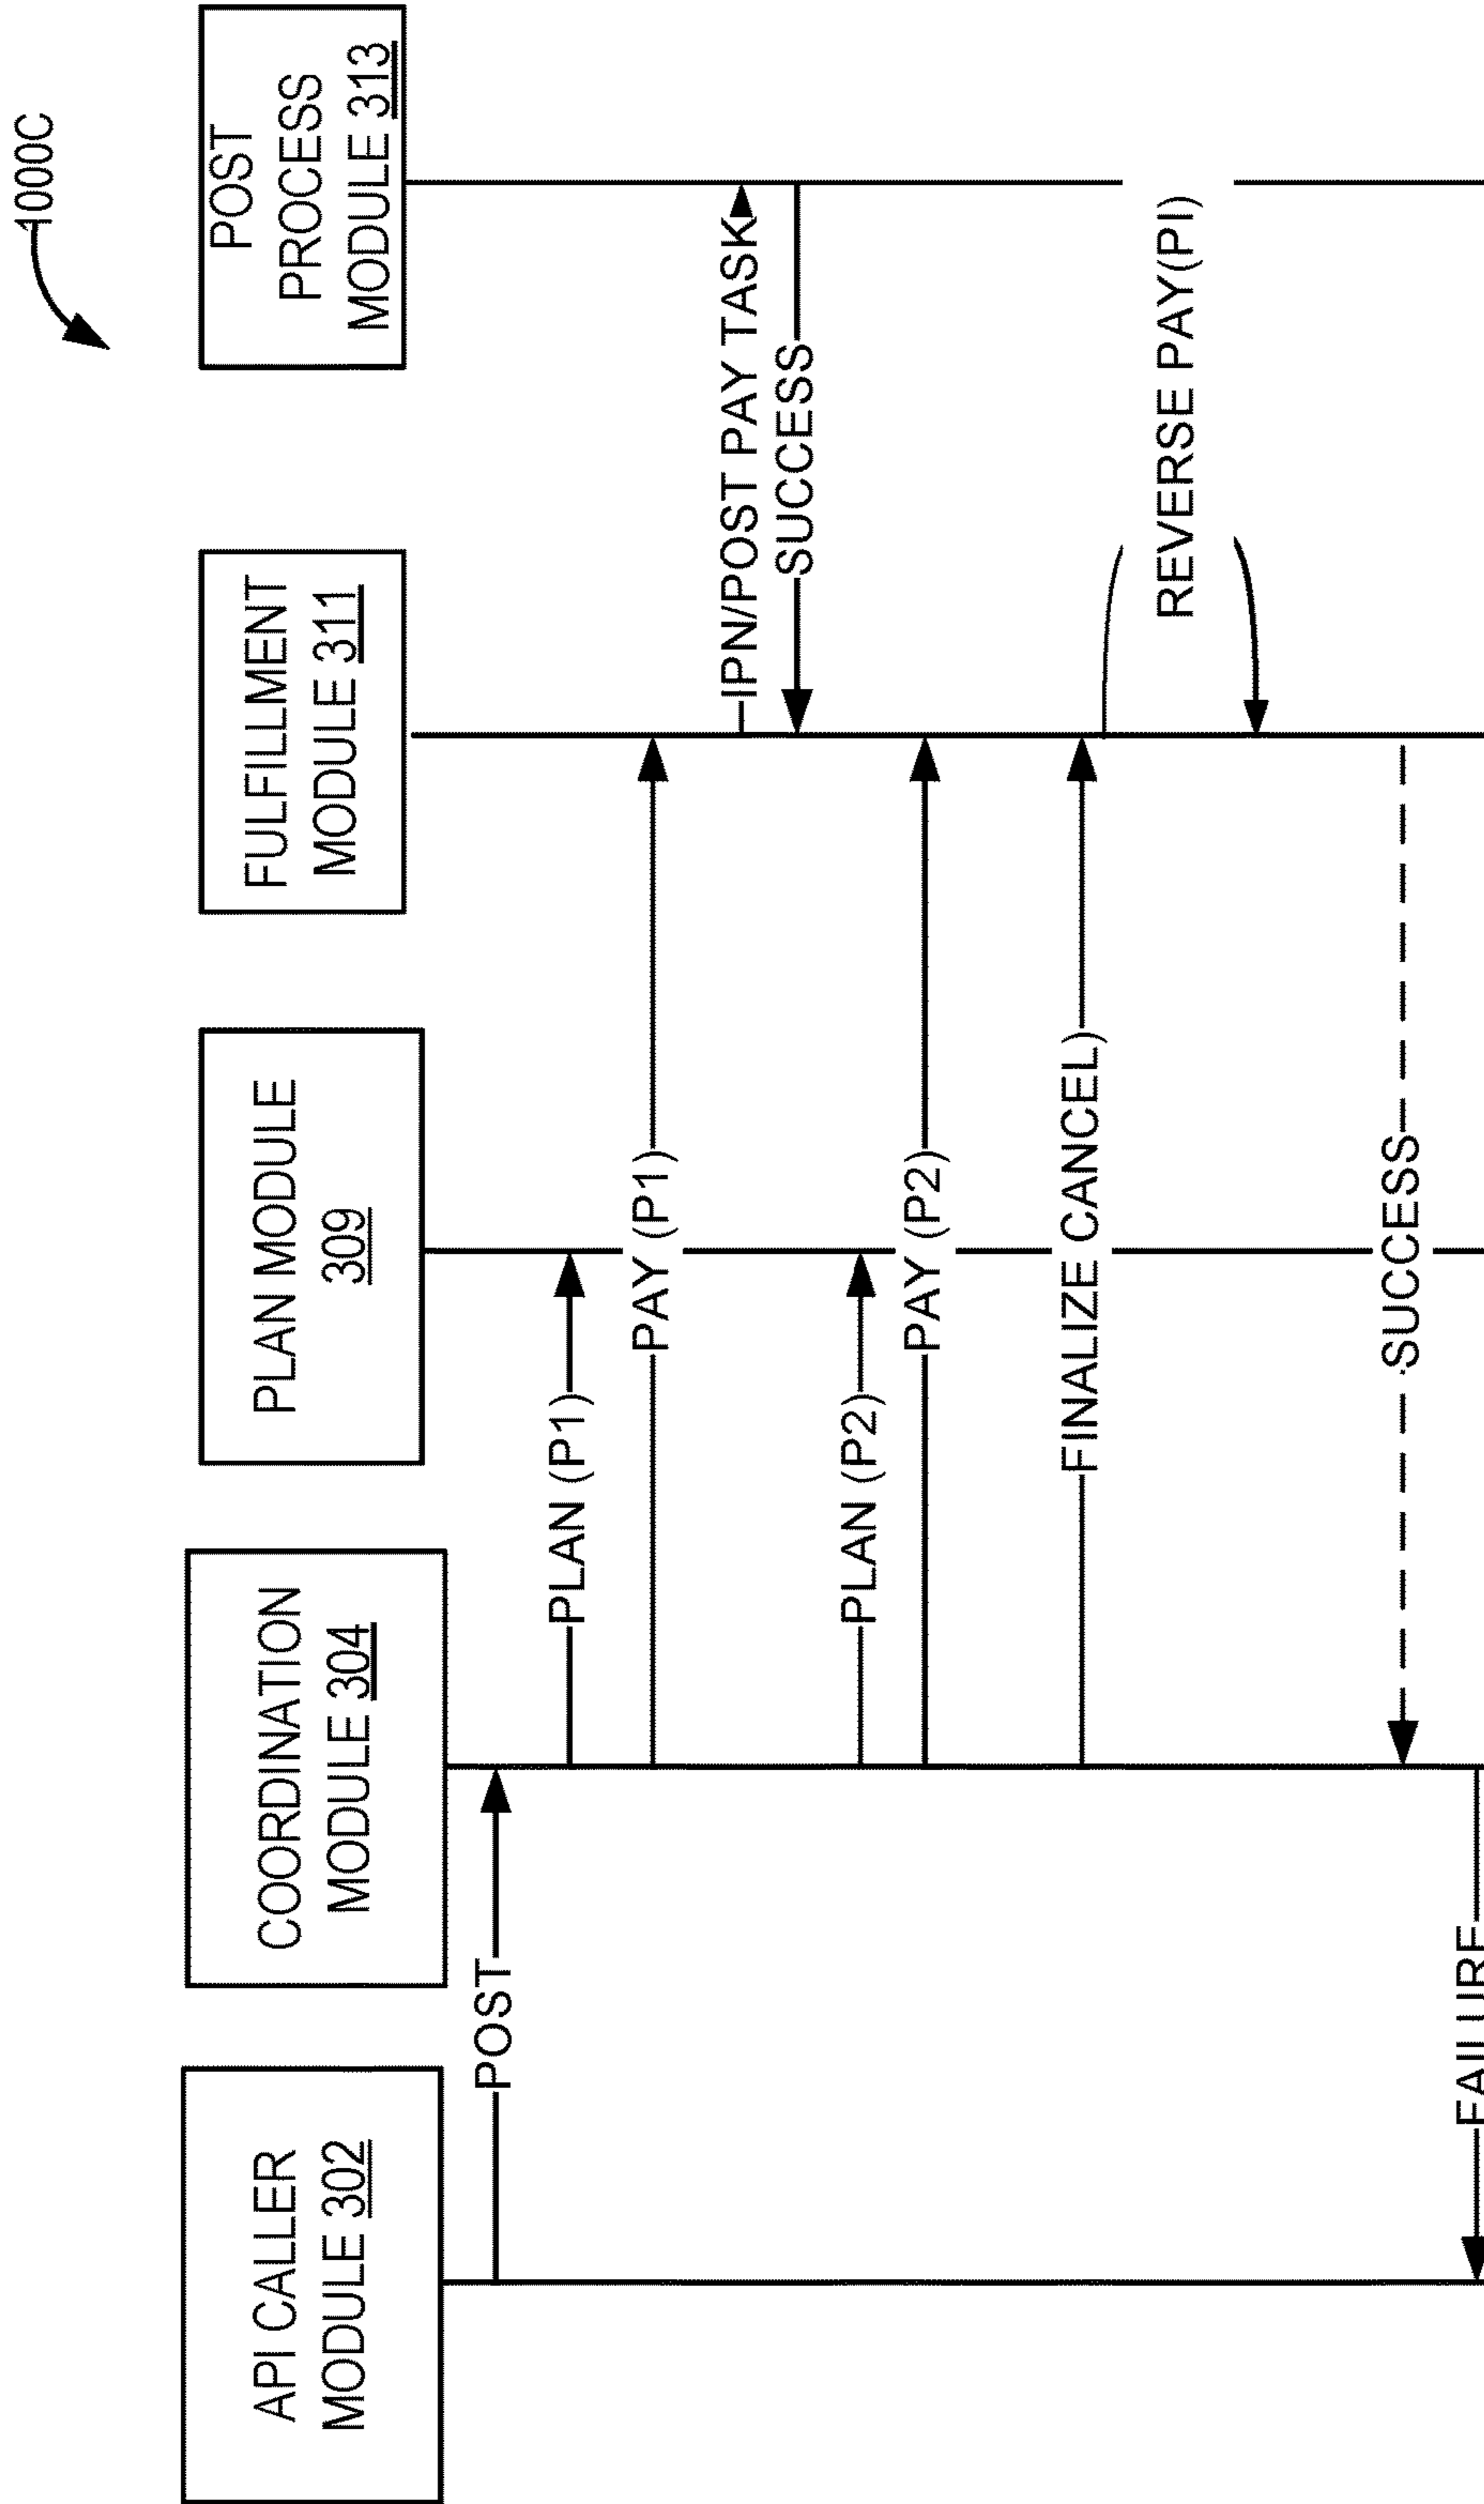 1000C
API CALLER
MODULE 302
COORDINATION
MODULE 304
PLAN MODULE
309
FULFILLMENT
MODULE 311
POST
PROCESS
MODULE 313
POST
PLAN (P1)
PAY (P1)
IPN/POST PAY TASK
SUCCESS
PLAN (P2)
PAY (P2)
FINALIZE CANCEL)
REVERSE PAY(PI)
SUCCESS
FAILURE